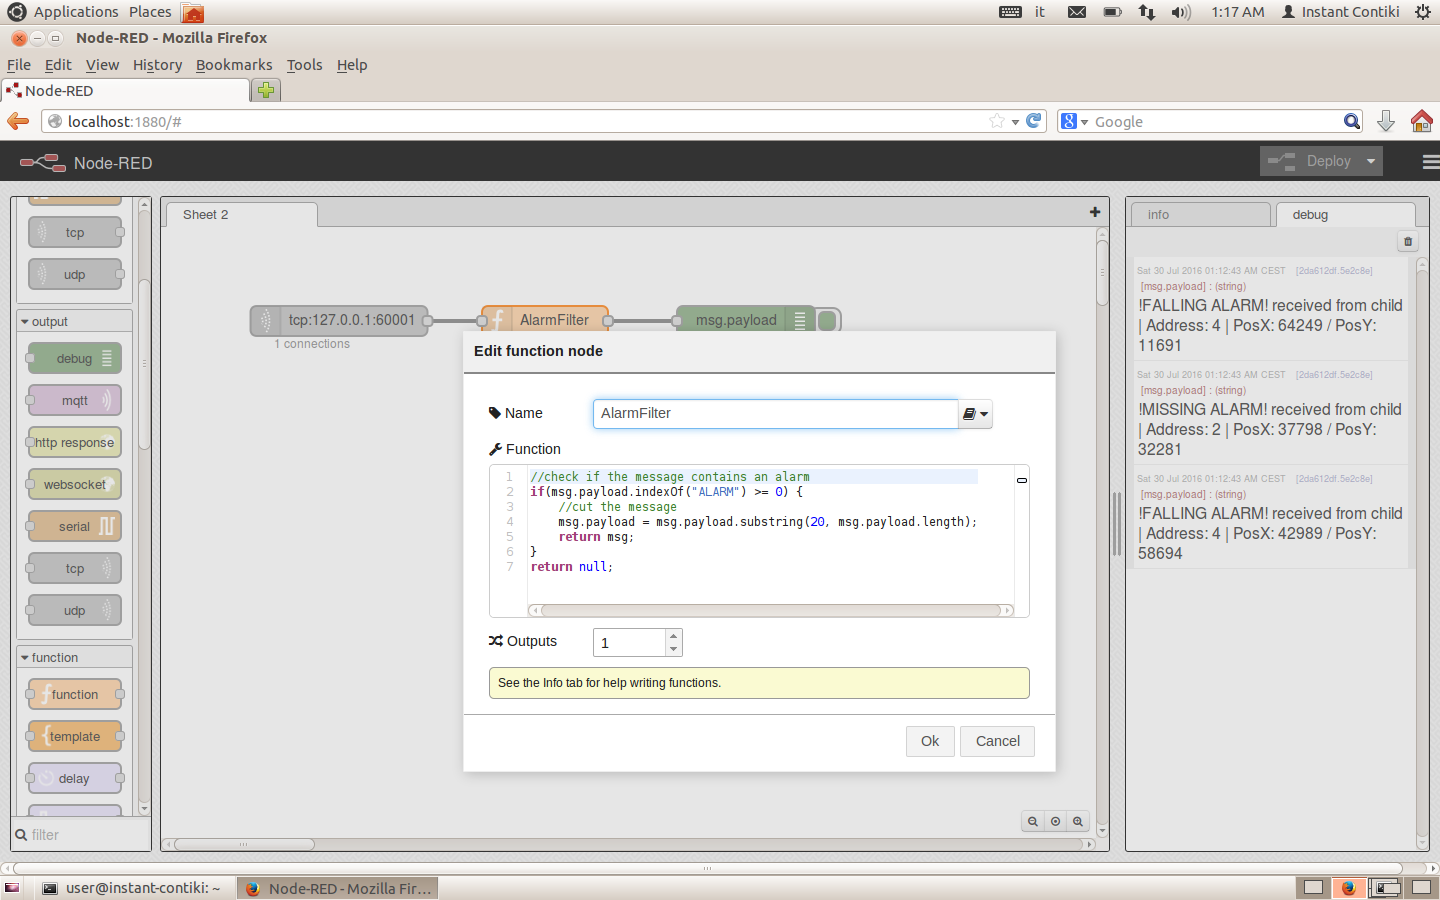 Applications Places it 1:17 AM Instant Contiki
Node-RED - Mozilla Firefox
File Edit View History Bookmarks Tools Help
Node-RED
localhost:1880/# Google
Node-RED Deploy
tcp
udp
output
debug
mqtt
http response
websocket
serial
tcp
udp
function
function
template
delay
filter
Sheet 2
tcp:127.0.0.1:60001 AlarmFilter msg.payload
1 connections
Edit function node
Name AlarmFilter
Function
1 //check if the message contains an alarm
2 if(msg.payload.indexOf("ALARM") >= 0) {
3 //cut the message
4 msg.payload = msg.payload.substring(20, msg.payload.length);
5 return msg;
6 }
7 return null;
Outputs 1
See the Info tab for help writing functions.
Ok Cancel
info debug
Sat 30 Jul 2016 01:12:43 AM CEST [2da612df.5e2c8e]
[msg.payload] : (string)
!FALLING ALARM! received from child
| Address: 4 | PosX: 64249 / PosY:
11691
Sat 30 Jul 2016 01:12:43 AM CEST [2da612df.5e2c8e]
[msg.payload] : (string)
!MISSING ALARM! received from child
| Address: 2 | PosX: 37798 / PosY:
32281
Sat 30 Jul 2016 01:12:43 AM CEST [2da612df.5e2c8e]
[msg.payload] : (string)
!FALLING ALARM! received from child
| Address: 4 | PosX: 42989 / PosY:
58694
user@instant-contiki: ~ Node-RED - Mozilla Fir...